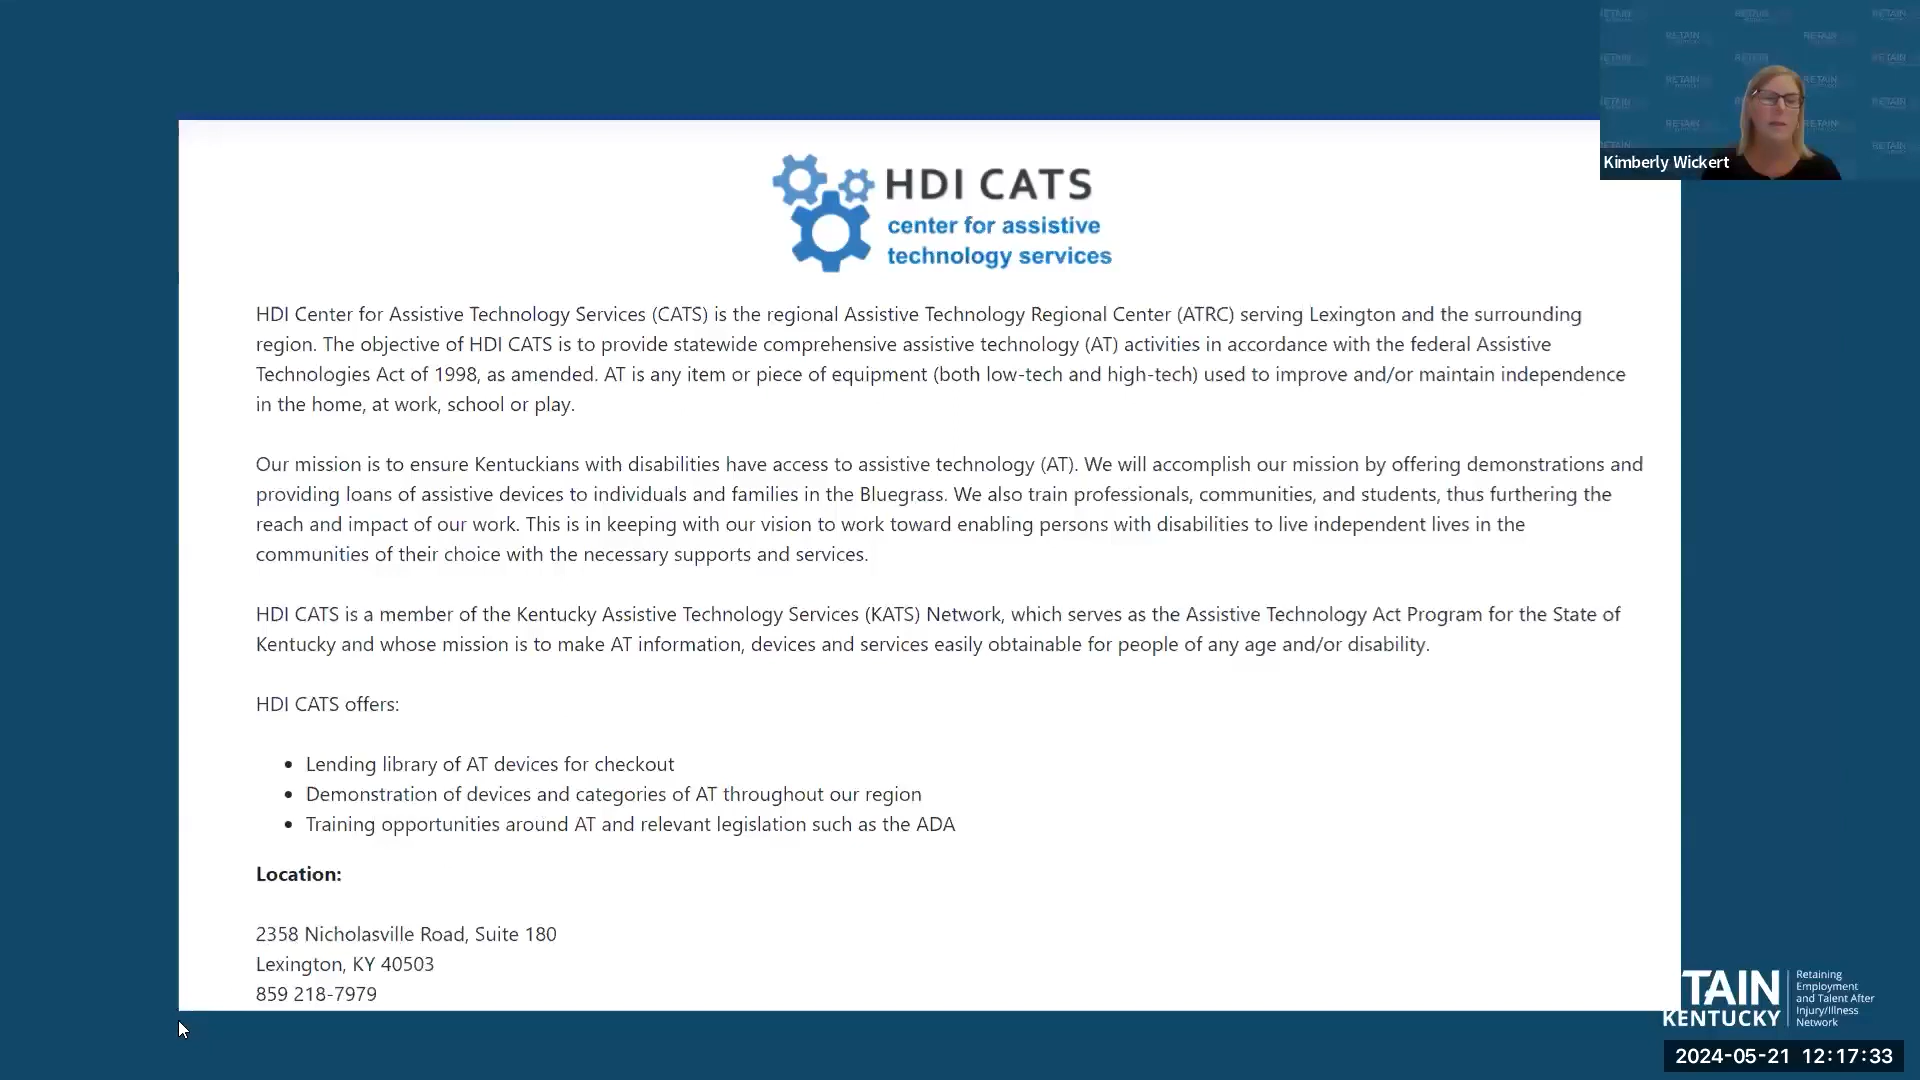 HDI CATS
center for assistive
technology services
HDI Center for Assistive Technology Services (CATS) is the regional Assistive Technology Regional Center (ATRC) serving Lexington and the surrounding
region. The objective of HDI CATS is to provide statewide comprehensive assistive technology (AT) activities in accordance with the federal Assistive
Technologies Act of 1998, as amended. AT is any item or piece of equipment (both low-tech and high-tech) used to improve and/or maintain independence
in the home, at work, school or play.
Our mission is to ensure Kentuckians with disabilities have access to assistive technology (AT). We will accomplish our mission by offering demonstrations and
providing loans of assistive devices to individuals and families in the Bluegrass. We also train professionals, communities, and students, thus furthering the
reach and impact of our work. This is in keeping with our vision to work toward enabling persons with disabilities to live independent lives in the
communities of their choice with the necessary supports and services.
HDI CATS is a member of the Kentucky Assistive Technology Services (KATS) Network, which serves as the Assistive Technology Act Program for the State of
Kentucky and whose mission is to make AT information, devices and services easily obtainable for people of any age and/or disability.
HDI CATS offers:
• Lending library of AT devices for checkout
• Demonstration of devices and categories of AT throughout our region
• Training opportunities around AT and relevant legislation such as the ADA
Location:
2358 Nicholasville Road, Suite 180
Lexington, KY 40503
859 218-7979
RETAIN
Kimberly Wickert
TAIN
KENTUCKY
Retaining
Employment
and Talent After
Injury/Illness
Network
2024-05-21 12:17:33